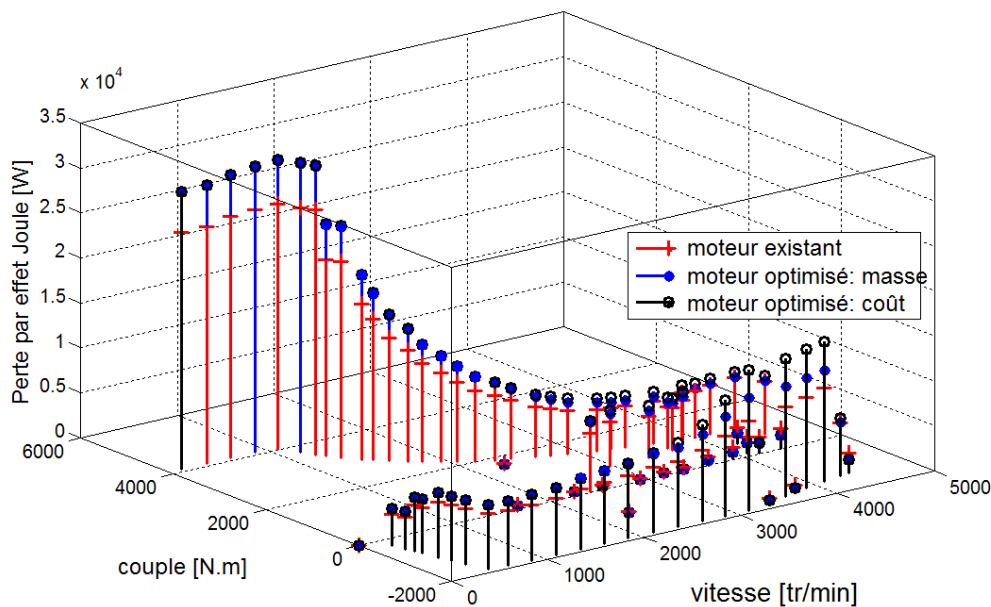 x 10^4
3.5
3
2.5
2
1.5
1
0.5
0
Perte par effet Joule [W]
moteur existant
moteur optimisé: masse
moteur optimisé: coût
6000
4000
2000
0
-2000
couple [N.m]
0
1000
2000
3000
4000
5000
vitesse [tr/min]